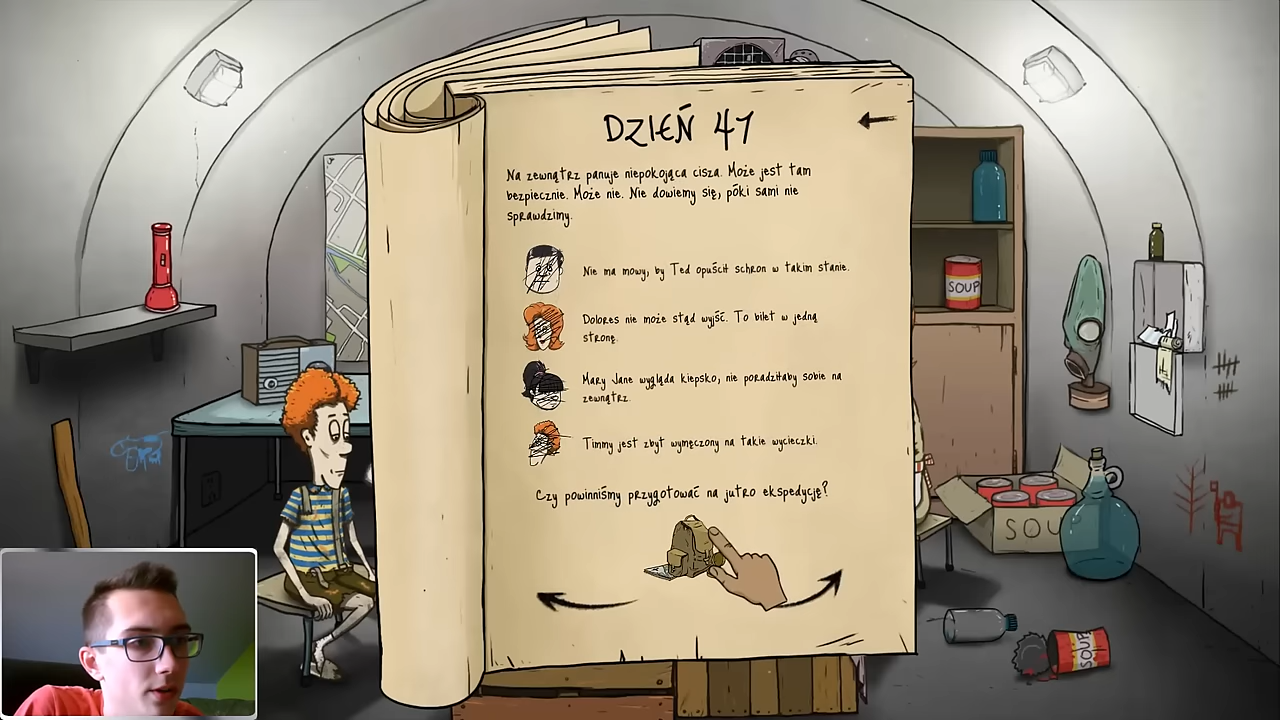 DZIEŃ 47
Na zewnątrz panuje niepokojąca cisza. Może jest tam
bezpiecznie. Może nie. Nie dowiemy się, póki sami nie
sprawdzimy.
Nie ma mowy, by Ted opuścił schron w takim stanie.
Dolores nie może stąd wyjść. To bilet w jedną
stronę.
Mary Jane wygląda kiepsko, nie poradziłaby sobie na
zewnątrz.
Timmy jest zbyt wymęczony na takie wycieczki.
Czy powinniśmy przygotować na jutro ekspedycję?
SOUP
SOU
SOUP